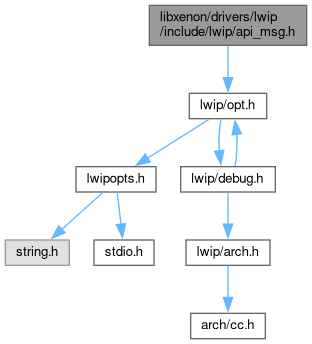 libxenon/drivers/lwip
/include/lwip/api_msg.h
lwip/opt.h
lwipopts.h
lwip/debug.h
string.h
stdio.h
lwip/arch.h
arch/cc.h